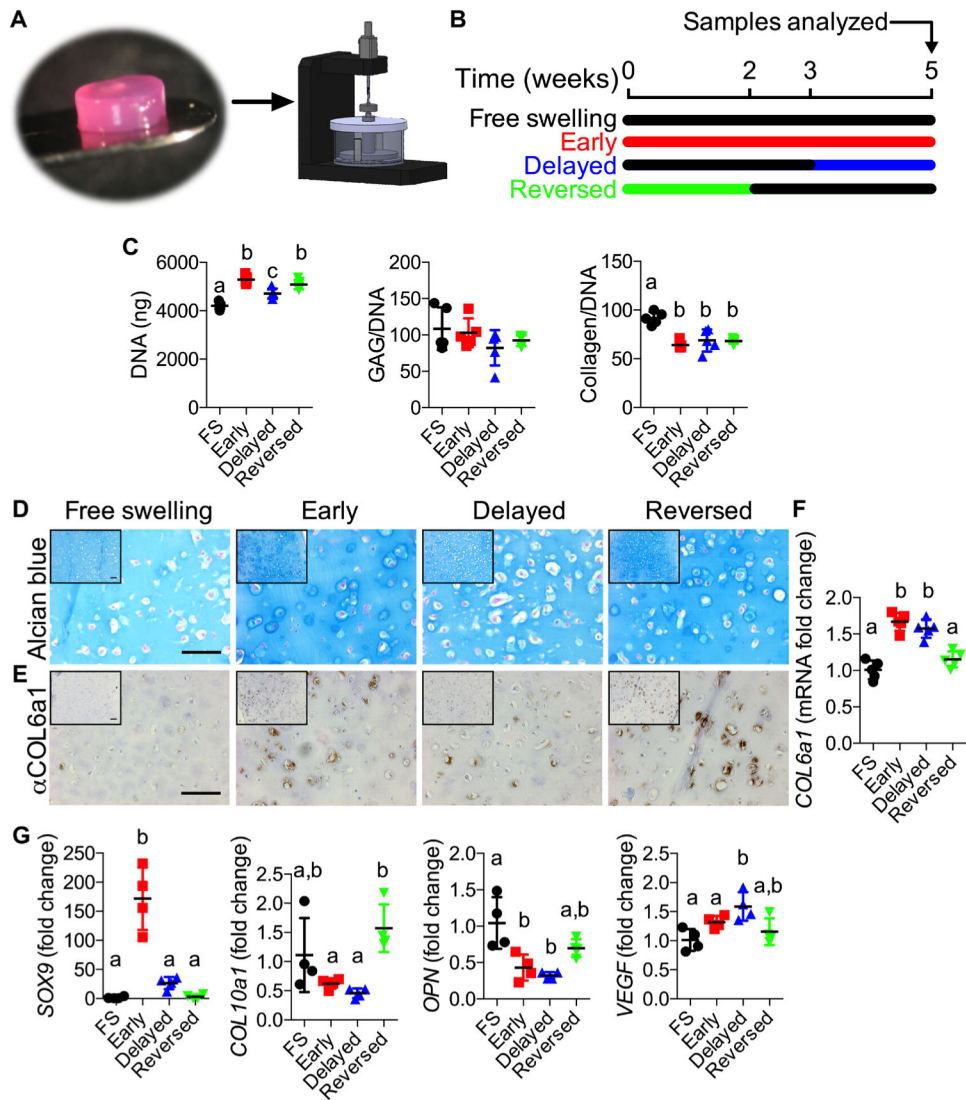 A
B
Samples analyzed
Time (weeks)
0
2
3
5
Free swelling
Early
Delayed
Reversed
C
DNA (ng)
6000
4000
2000
0
a
b
c
b
FS
Early
Delayed
Reversed
GAG/DNA
200
150
100
50
0
FS
Early
Delayed
Reversed
Collagen/DNA
150
100
50
0
a
b
b
b
FS
Early
Delayed
Reversed
D
Free swelling
Early
Delayed
Reversed
Alcian blue
E
αCOL6a1
F
COL6a1 (mRNA fold change)
2.0
1.5
1.0
0.5
0.0
a
b
b
a
FS
Early
Delayed
Reversed
G
SOX9 (fold change)
250
200
150
100
50
0
a
b
a
a
FS
Early
Delayed
Reversed
COL10a1 (fold change)
2.5
2.0
1.5
1.0
0.5
0.0
a,b
a
a
b
FS
Early
Delayed
Reversed
OPN (fold change)
2.0
1.5
1.0
0.5
0.0
a
b
b
a,b
FS
Early
Delayed
Reversed
VEGF (fold change)
2.5
2.0
1.5
1.0
0.5
0.0
a
a
b
a,b
FS
Early
Delayed
Reversed